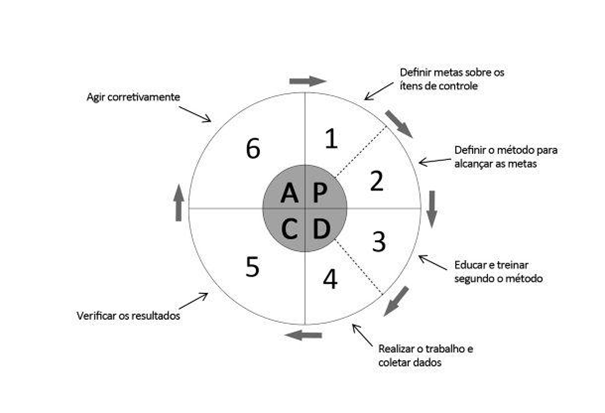 Agir corretivamente
Definir metas sobre os
ítens de controle
6
1
Definir o método para
alcançar as metas
2
A P
C D
3
5
4
Educar e treinar
segundo o método
Verificar os resultados
Realizar o trabalho e
coletar dados